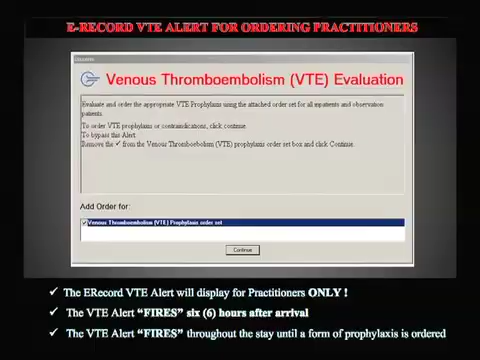 E-RECORD VTE ALERT FOR ORDERING PRACTITIONERS
Venous Thromboembolism (VTE) Evaluation
Evaluate and order the appropriate VTE Prophylaxis using the attached order set for all inpatients and observation
patients.
To order VTE prophylaxis or contraindications, click continue.
To bypass this Alert
Remove the ✓ from the Venous Thromboembolism (VTE) prophylaxis order set box and click Continue.
Add Order for:
Venous Thromboembolism (VTE) Prophylaxis order set
Continue
✓ The ERecord VTE Alert will display for Practitioners ONLY !
✓ The VTE Alert “FIRES” six (6) hours after arrival
✓ The VTE Alert “FIRES” throughout the stay until a form of prophylaxis is ordered